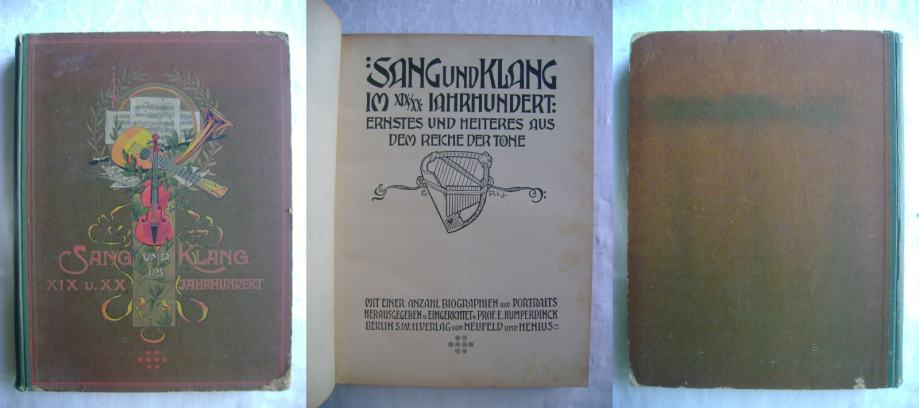 SANG UND KLANG
IM
XIX U. XX JAHRHUNDERT
:SANG UND KLANG
IM XIX/XX JAHRHUNDERT:
ERNSTES UND HEITERES AUS
DEM REICHE DER TÖNE
MIT EINER ANZAHL BIOGRAPHIEN UND PORTRAITS
HERAUSGEGEBEN U. EINGERICHTET V. PROF. E. HUMPERDINCK
BERLIN S.W.11.VERLAG VON NEUFELD UND HENIUS::